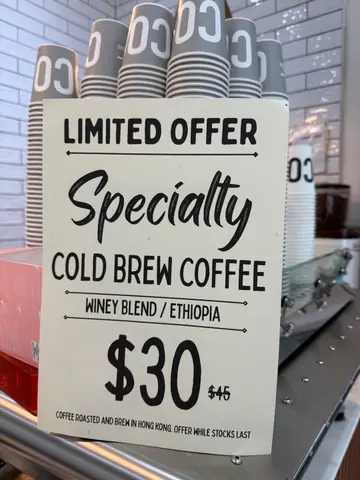 LIMITED OFFER
Specialty
COLD BREW COFFEE
WINEY BLEND / ETHIOPIA
$30 $45
COFFEE ROASTED AND BREW IN HONG KONG. OFFER WHILE STOCKS LAST